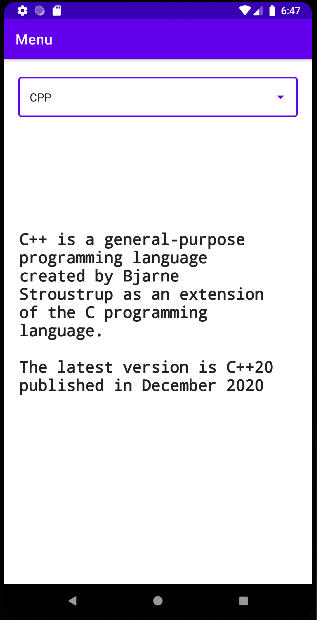 6:47
Menu
CPP
C++ is a general-purpose
programming language
created by Bjarne
Stroustrup as an extension
of the C programming
language.
The latest version is C++20
published in December 2020